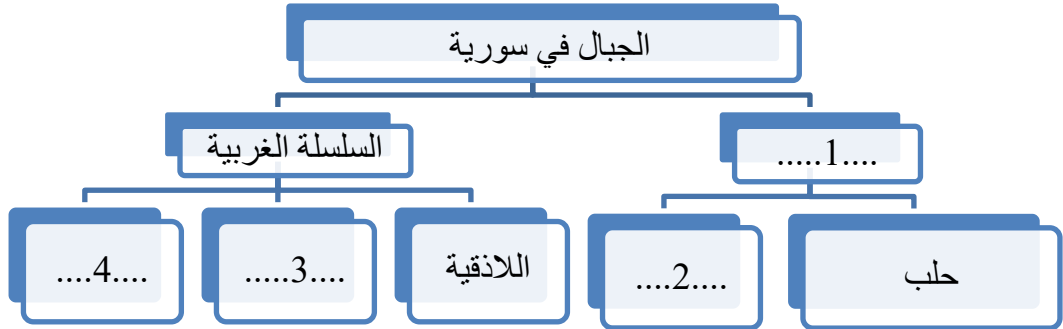 الجبال في سورية
....1.....
السلسلة الغربية
حلب
....2....
اللاذقية
....3.....
....4....